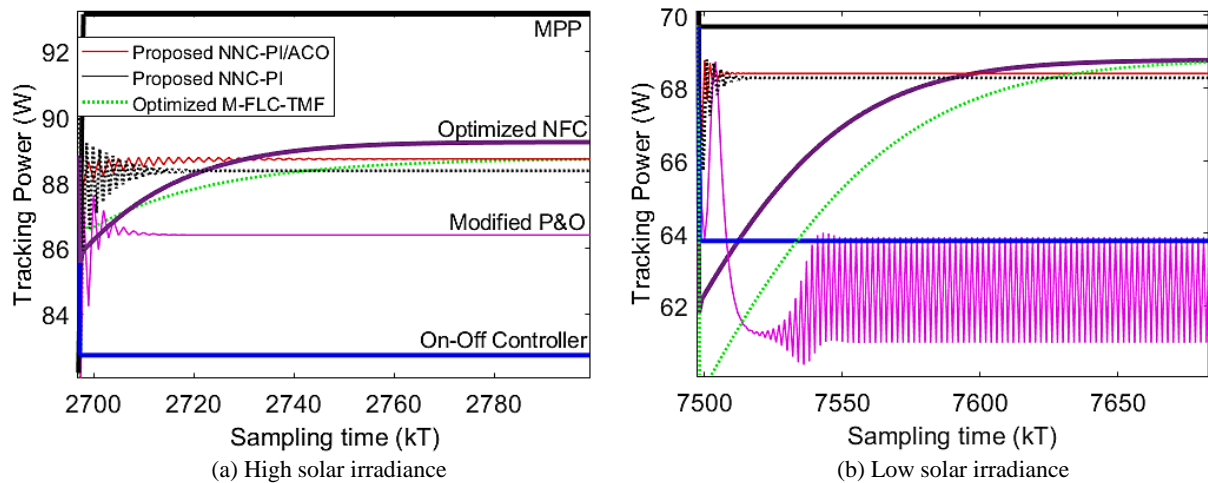 92
90
88
86
84
Tracking Power (W)
MPP
Proposed NNC-PI/ACO
Proposed NNC-PI
Optimized M-FLC-TMF
Optimized NFC
Modified P&O
On-Off Controller
2700
2720
2740
2760
2780
Sampling time (kT)
(a) High solar irradiance
70
68
66
64
62
Tracking Power (W)
7500
7550
7600
7650
Sampling time (kT)
(b) Low solar irradiance